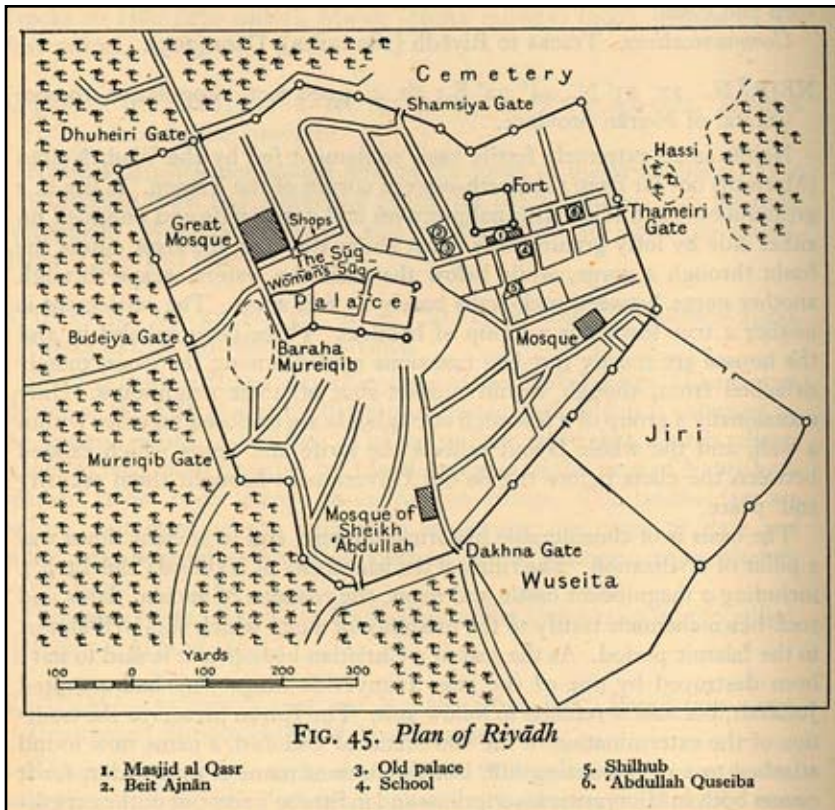 Cemetery
Shamsiya Gate
Dhuheiri Gate
Hassi
Fort
Thameiri
Gate
Great
Mosque
Shops
The Sūq
Women's Sūq
Palace
Mosque
Budeiya Gate
Baraha
Mureiqib
Jiri
Mureiqib Gate
Mosque of
Sheikh
Abdullah
Dakhna Gate
Wuseita
Yards
100 0 100 200 300
FIG. 45. Plan of Riyādh
1. Masjid al Qasr
2. Beit Ajnān
3. Old palace
4. School
5. Shilhub
6. 'Abdullah Quseiba